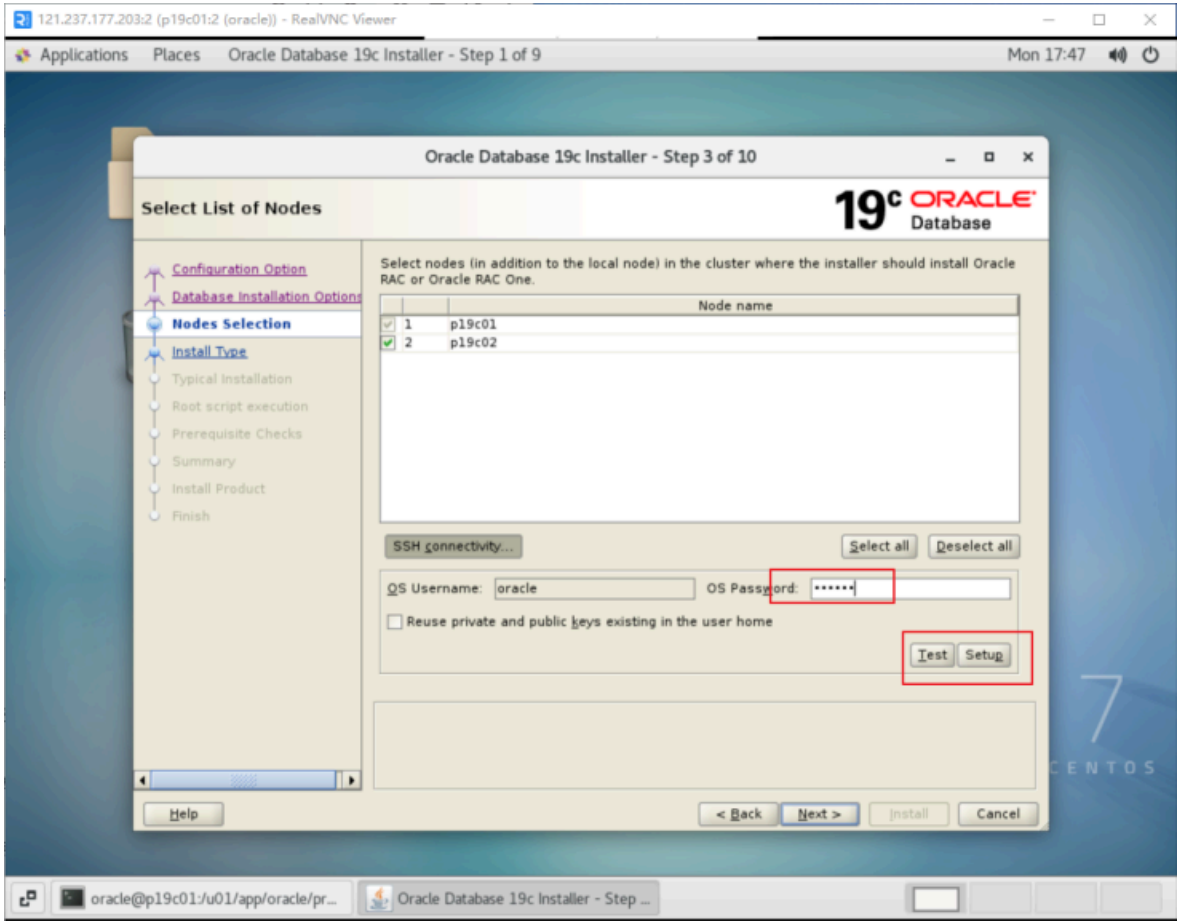 121.237.177.203:2 (p19c01:2 (oracle)) - RealVNC Viewer
Applications Places Oracle Database 19c Installer - Step 1 of 9 Mon 17:47
Oracle Database 19c Installer - Step 3 of 10
Select List of Nodes
19c ORACLE
Database
Configuration Option
Database Installation Options
Nodes Selection
Install Type
Typical Installation
Root script execution
Prerequisite Checks
Summary
Install Product
Finish
Select nodes (in addition to the local node) in the cluster where the installer should install Oracle
RAC or Oracle RAC One.
Node name
1 p19c01
2 p19c02
SSH connectivity... Select all Deselect all
OS Username: oracle OS Password: ••••••
Reuse private and public keys existing in the user home
Test Setup
Help < Back Next > Install Cancel
7
CENTOS
oracle@p19c01:/u01/app/oracle/pr... Oracle Database 19c Installer - Step ...